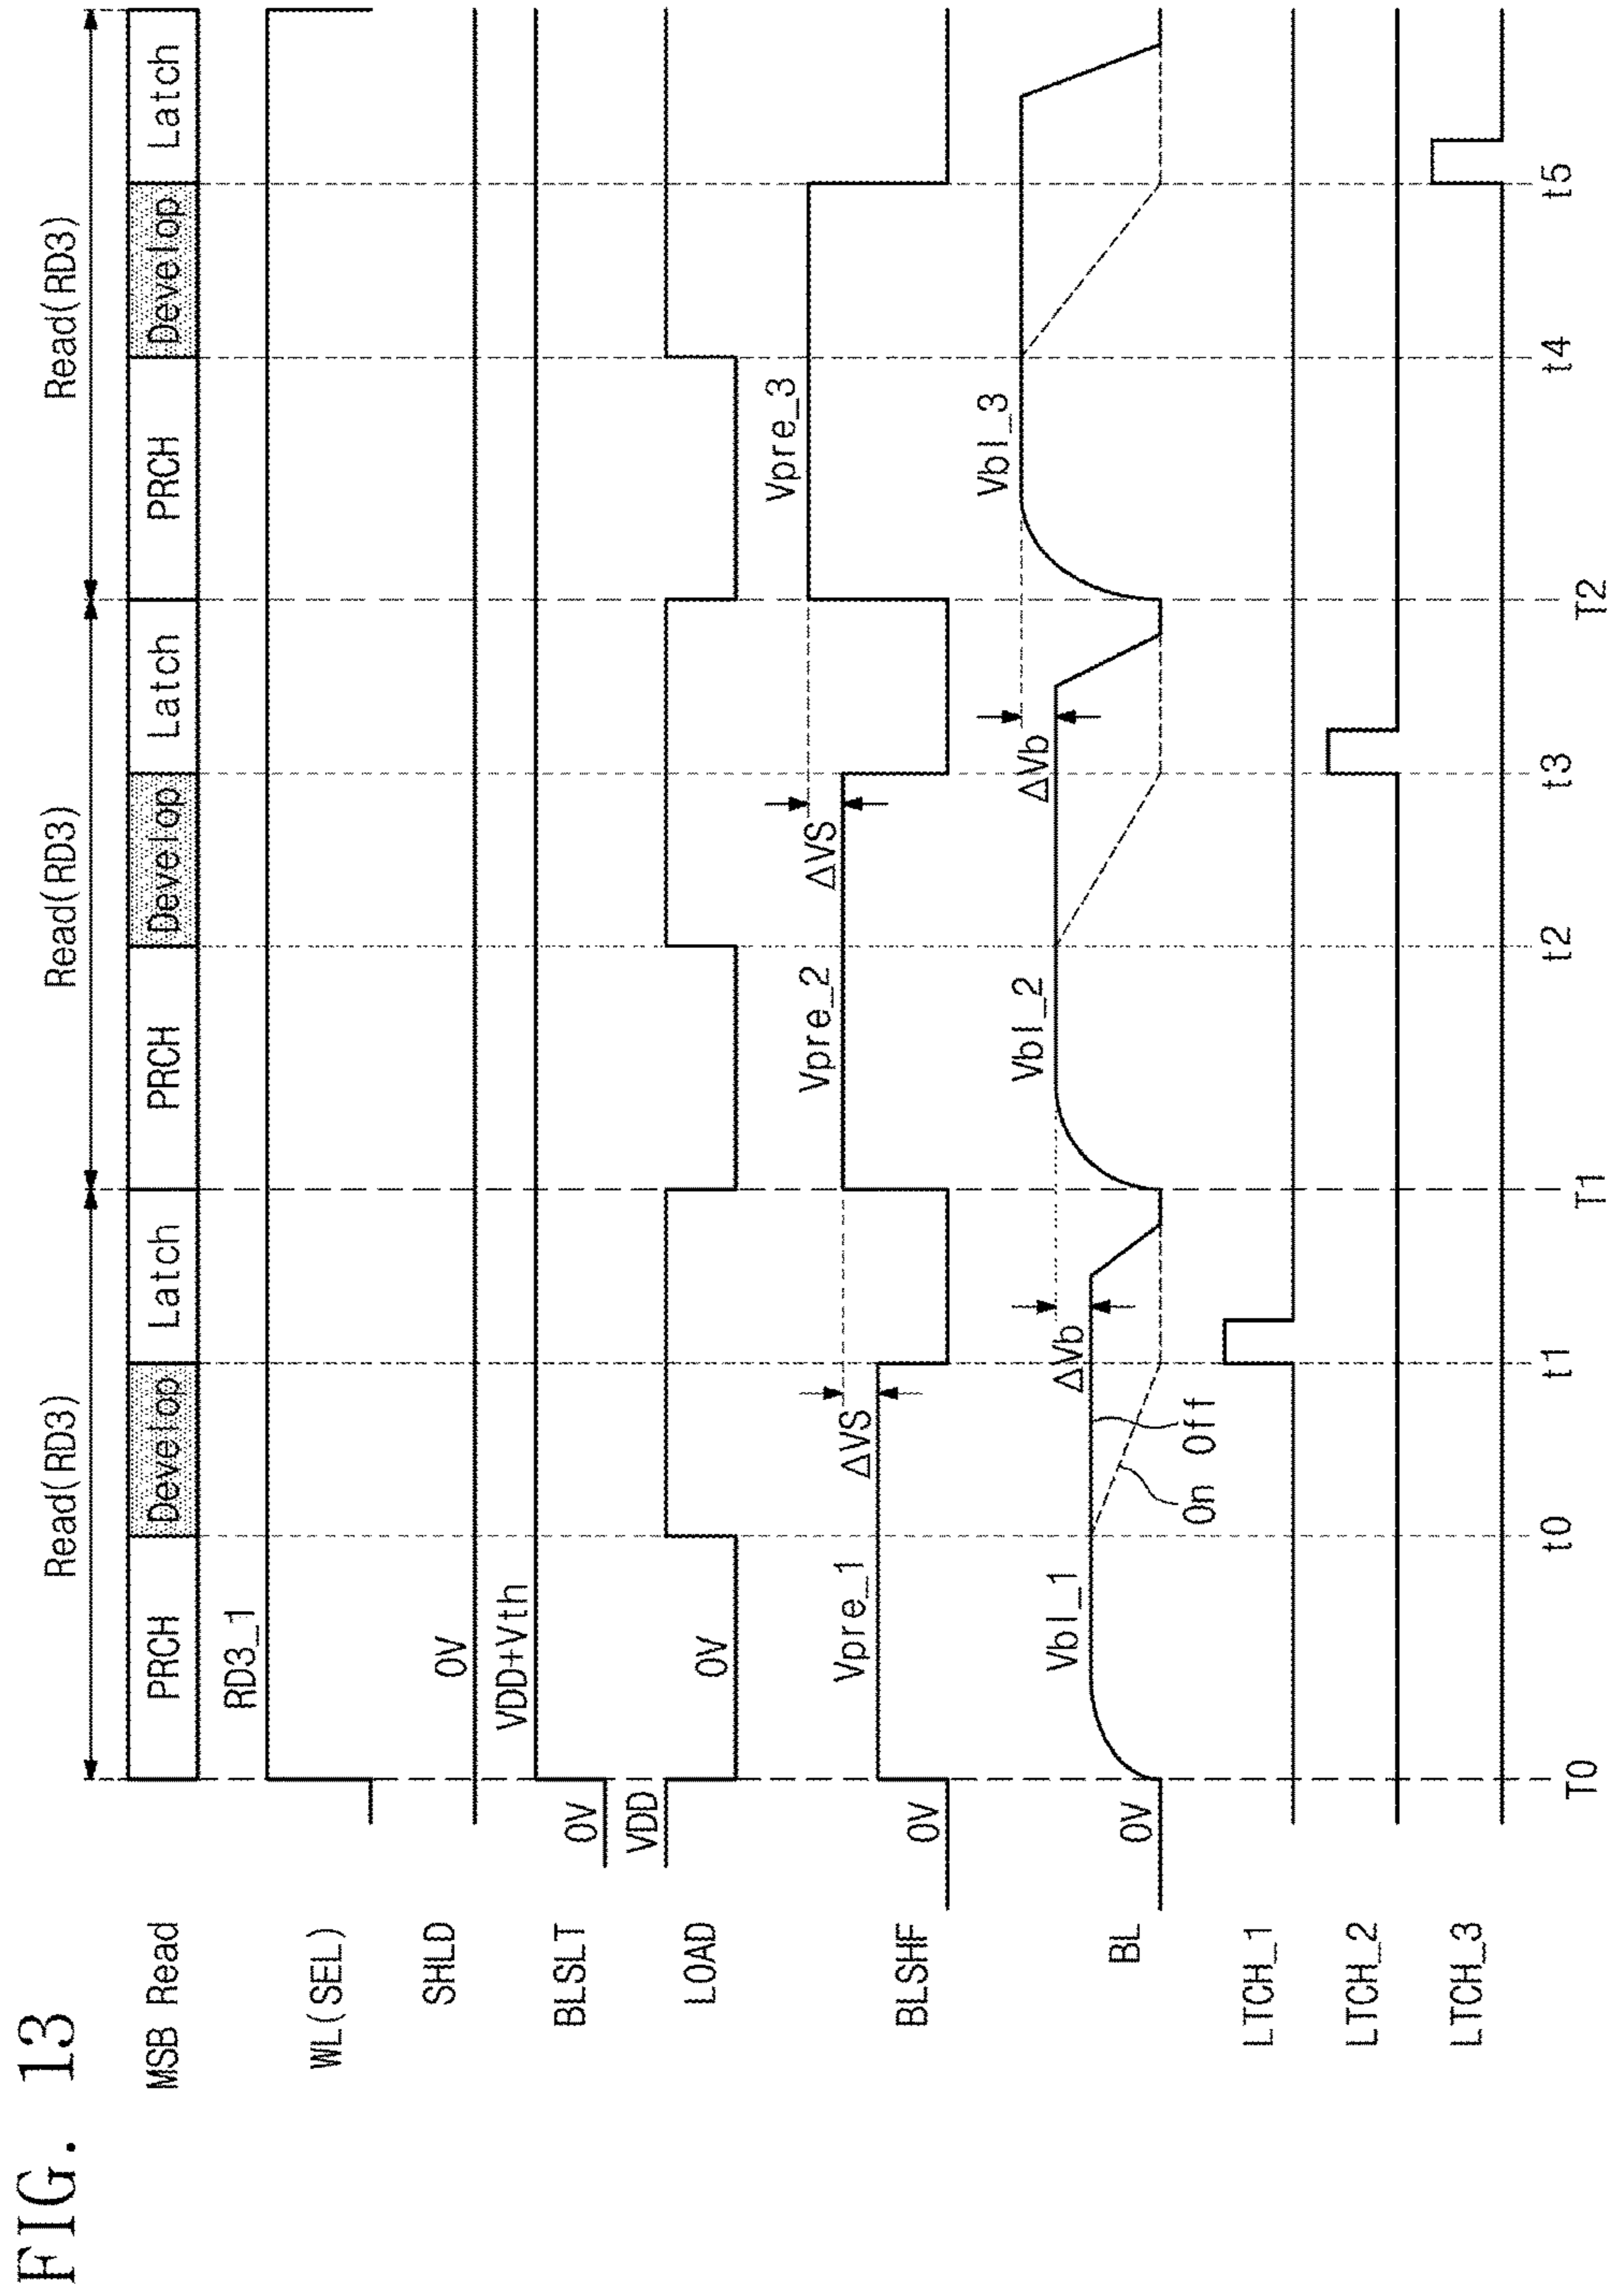 FIG. 13
Read(RD3) Read(RD3) Read(RD3)
MSB Read PRCH Develop Latch PRCH Develop Latch PRCH Develop Latch
WL(SEL) RD3_1
SHLD 0V
BLSLT 0V VDD+Vth
LOAD VDD 0V
BLSHF 0V Vpre_1 ΔVS Vpre_2 ΔVS Vpre_3
BL 0V Vbl_1 ΔVb Vbl_2 ΔVb Vbl_3
On Off
LTCH_1
LTCH_2
LTCH_3
T0 t0 t1 T1 t2 t3 T2 t4 t5